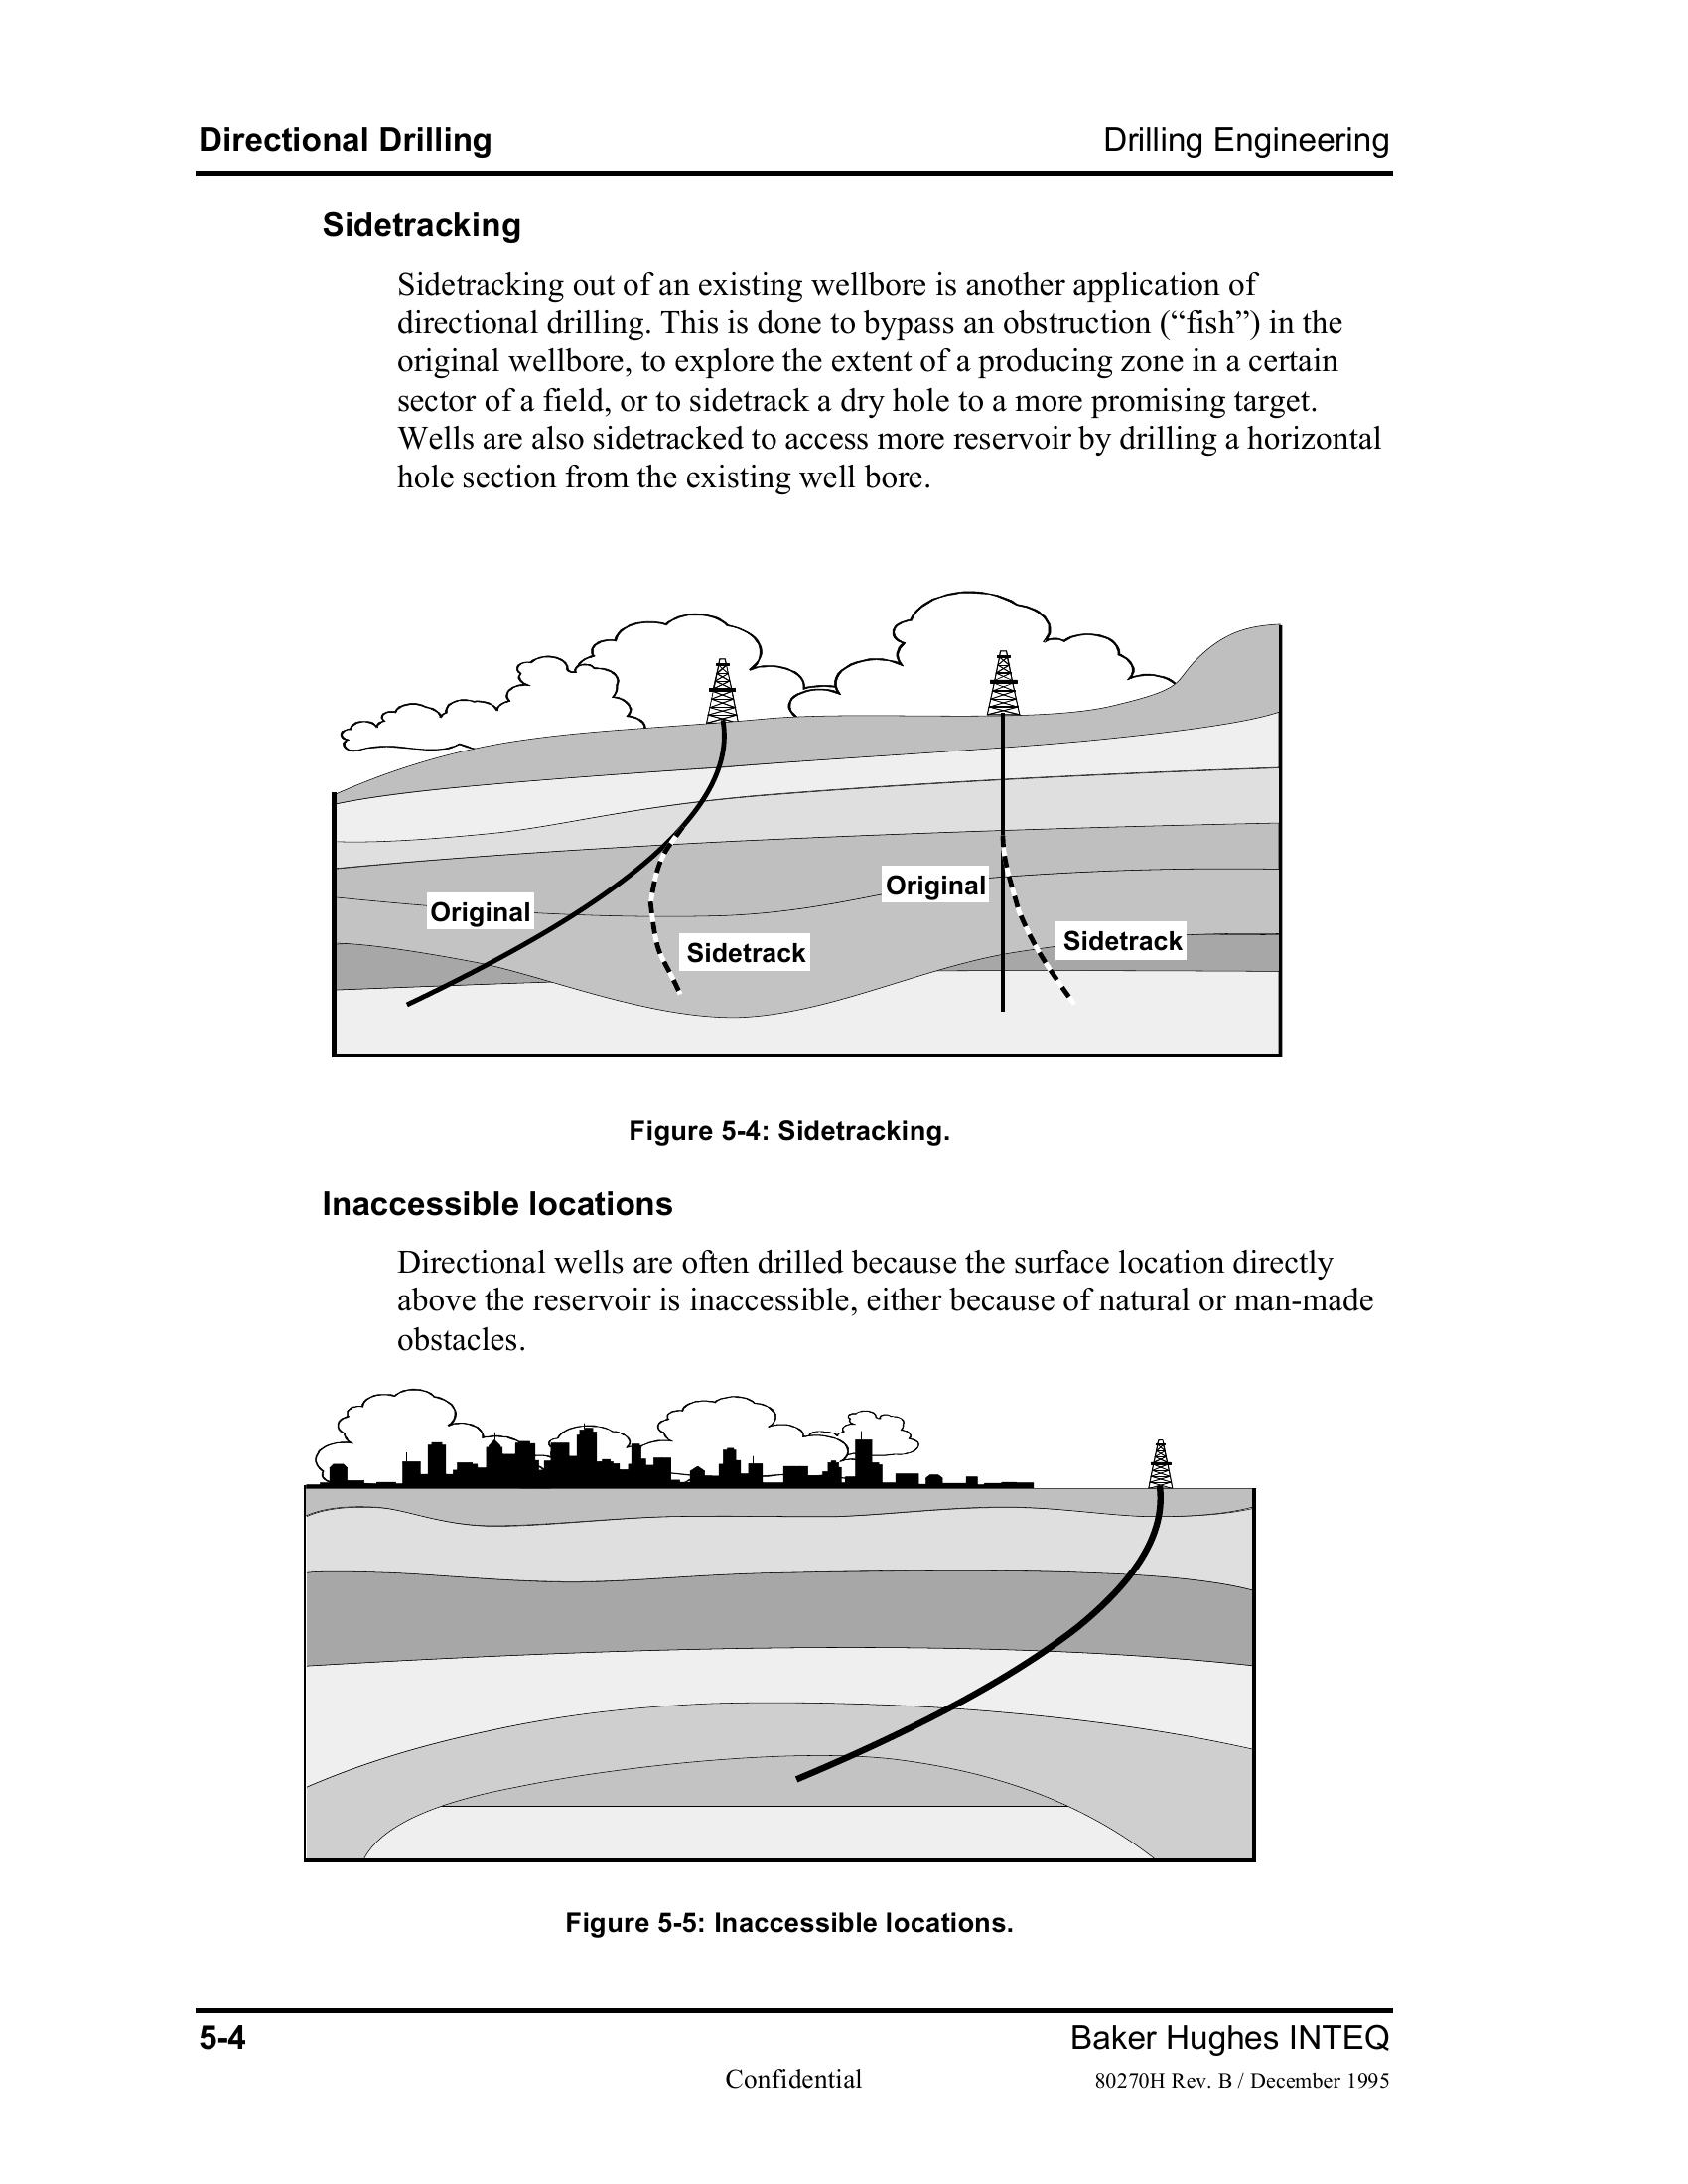 Directional Drilling
Drilling Engineering
Sidetracking
Sidetracking out of an existing wellbore is another application of
directional drilling. This is done to bypass an obstruction (“fish”) in the
original wellbore, to explore the extent of a producing zone in a certain
sector of a field, or to sidetrack a dry hole to a more promising target.
Wells are also sidetracked to access more reservoir by drilling a horizontal
hole section from the existing well bore.
Original
Original
Sidetrack
Sidetrack
Figure 5-4: Sidetracking.
Inaccessible locations
Directional wells are often drilled because the surface location directly
above the reservoir is inaccessible, either because of natural or man-made
obstacles.
Figure 5-5: Inaccessible locations.
5-4
Baker Hughes INTEQ
Confidential
80270H Rev. B / December 1995